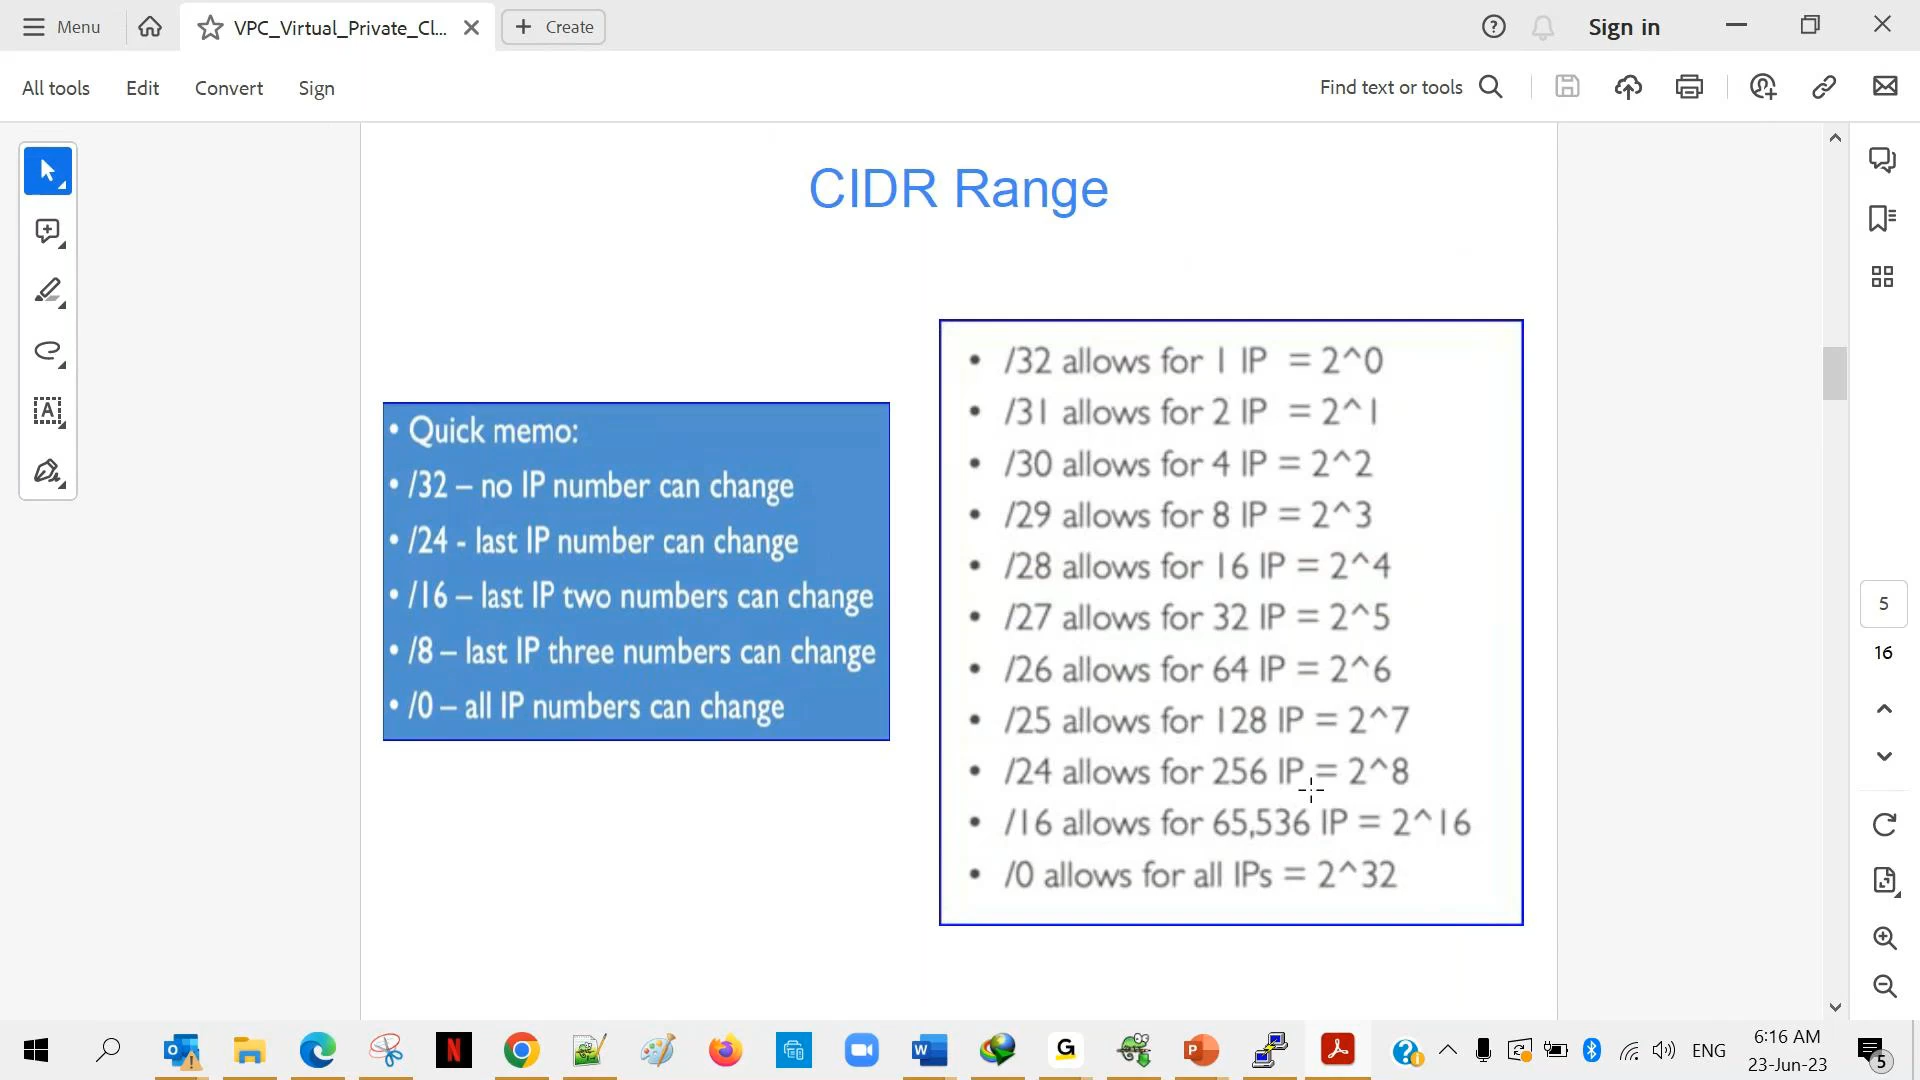 Menu
VPC_Virtual_Private_Cl...
Create
Sign in
All tools
Edit
Convert
Sign
Find text or tools
CIDR Range
• Quick memo:
• /32 – no IP number can change
• /24 - last IP number can change
• /16 – last IP two numbers can change
• /8 – last IP three numbers can change
• /0 – all IP numbers can change
• /32 allows for 1 IP = 2^0
• /31 allows for 2 IP = 2^1
• /30 allows for 4 IP = 2^2
• /29 allows for 8 IP = 2^3
• /28 allows for 16 IP = 2^4
• /27 allows for 32 IP = 2^5
• /26 allows for 64 IP = 2^6
• /25 allows for 128 IP = 2^7
• /24 allows for 256 IP = 2^8
• /16 allows for 65,536 IP = 2^16
• /0 allows for all IPs = 2^32
5
16
ENG
6:16 AM
23-Jun-23
5